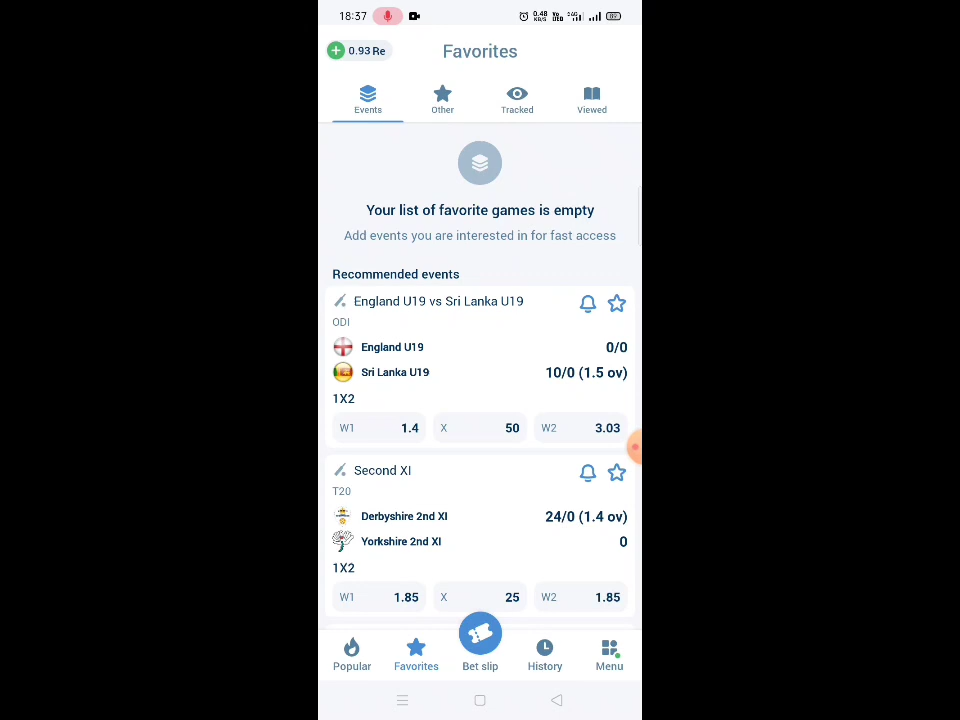 18:37
0.48 KB/S
0.93 Re
Favorites
Events
Other
Tracked
Viewed
Your list of favorite games is empty
Add events you are interested in for fast access
Recommended events
England U19 vs Sri Lanka U19
ODI
England U19
0/0
Sri Lanka U19
10/0 (1.5 ov)
1X2
W1 1.4 X 50 W2 3.03
Second XI
T20
Derbyshire 2nd XI
24/0 (1.4 ov)
Yorkshire 2nd XI
0
1X2
W1 1.85 X 25 W2 1.85
Popular
Favorites
Bet slip
History
Menu